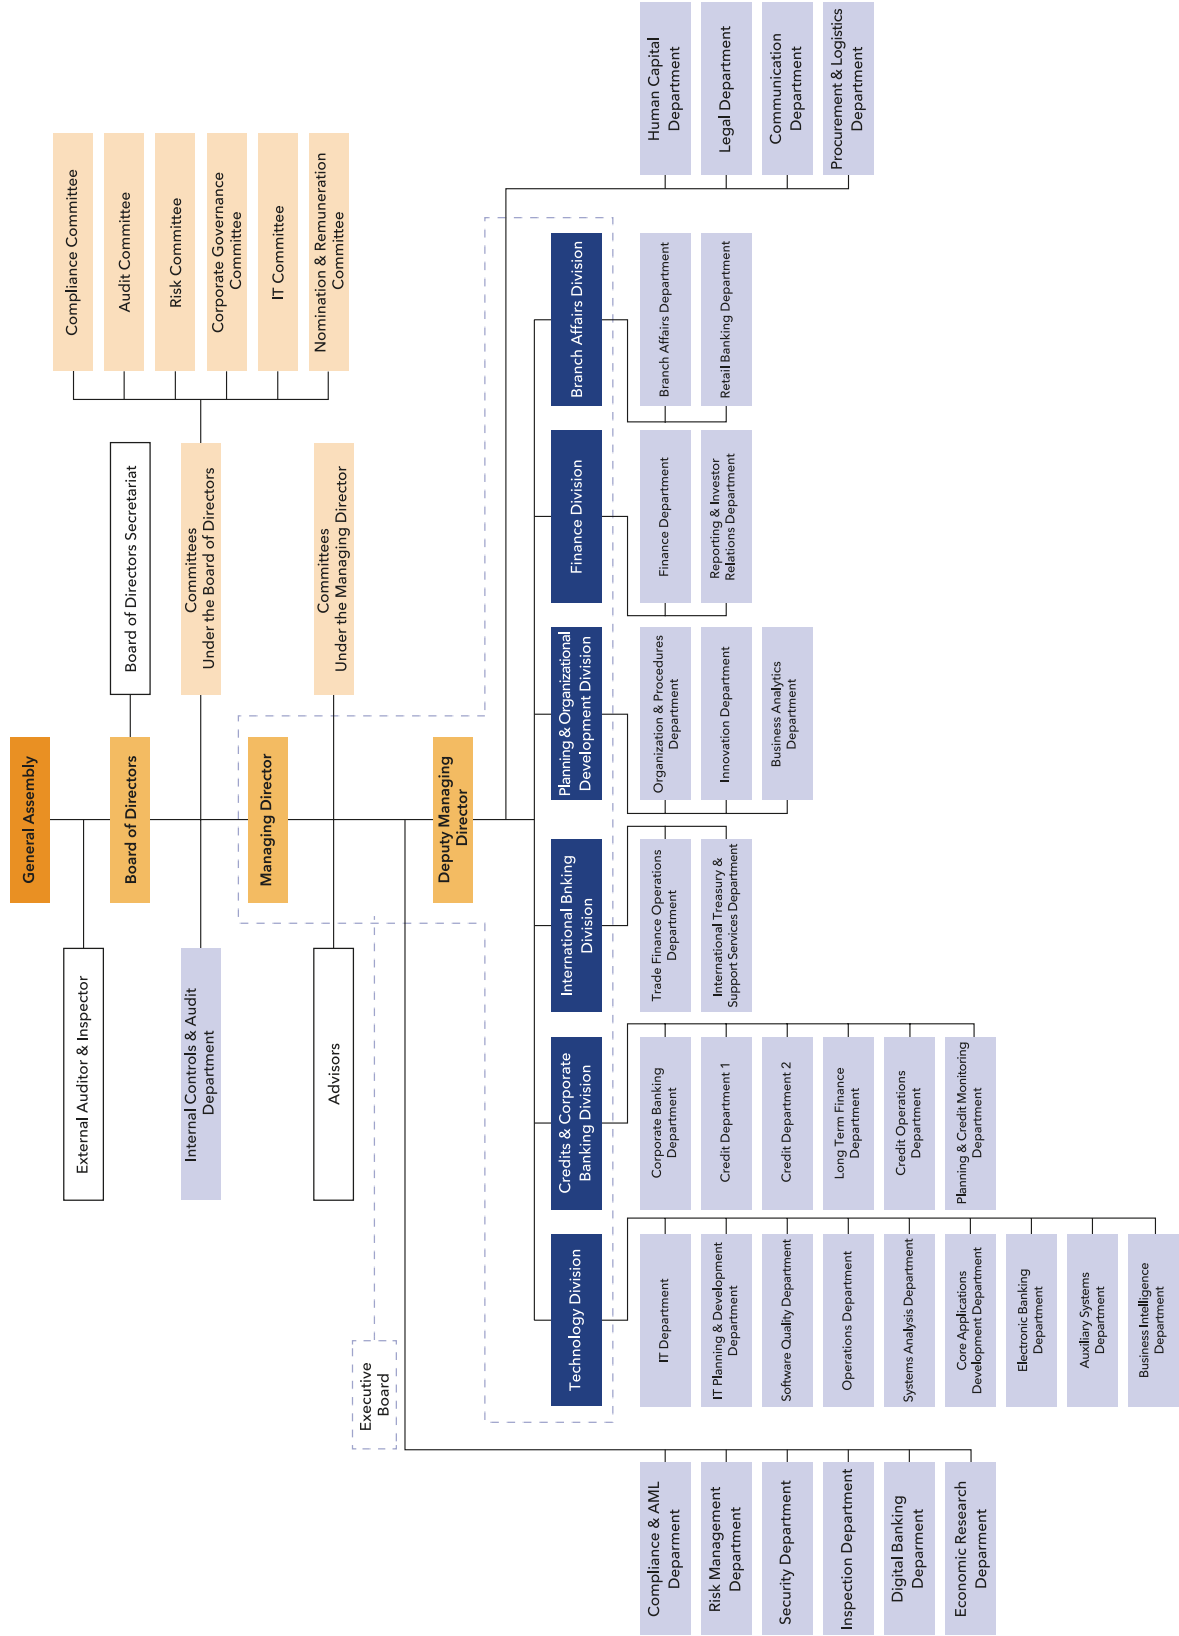 General Assembly
External Auditor & Inspector
Board of Directors
Board of Directors Secretariat
Internal Controls & Audit
Department
Committees
Under the Board of Directors
Compliance Committee
Audit Committee
Risk Committee
Corporate Governance
Committee
IT Committee
Nomination & Remuneration
Committee
Managing Director
Advisors
Committees
Under the Managing Director
Executive
Board
Deputy Managing
Director
Technology Division
Credits & Corporate
Banking Division
International Bnking
Division
Planning & Organizational
Development Division
Finance Division
Branch Affairs Division
Compliance & AML
Deparment
Risk Management
Department
Security Department
Inspection Department
Digital Banking
Department
Economic Research
Deparment
IT Department
IT Planning & Development
Department
Software Quality Department
Operations Department
Systems Analysis Department
Core Applications
Development Department
Electronic Banking
Department
Auxiliary Systems
Department
Business Intelligence
Department
Corporate Banking
Department
Credit Department 1
Credit Department 2
Long Term Finance
Department
Credit Operations
Department
Planning & Credit Monitoring
Department
Trade Finance Operations
Department
International Treasury &
Support Services Department
Organization & Procedures
Department
Innovation Department
Business Analytics
Department
Finance Department
Reporting & Investor
Relations Department
Branch Affairs Department
Retail Banking Department
Human Capital
Department
Legal Department
Communication
Department
Procurement & Logistics
Department